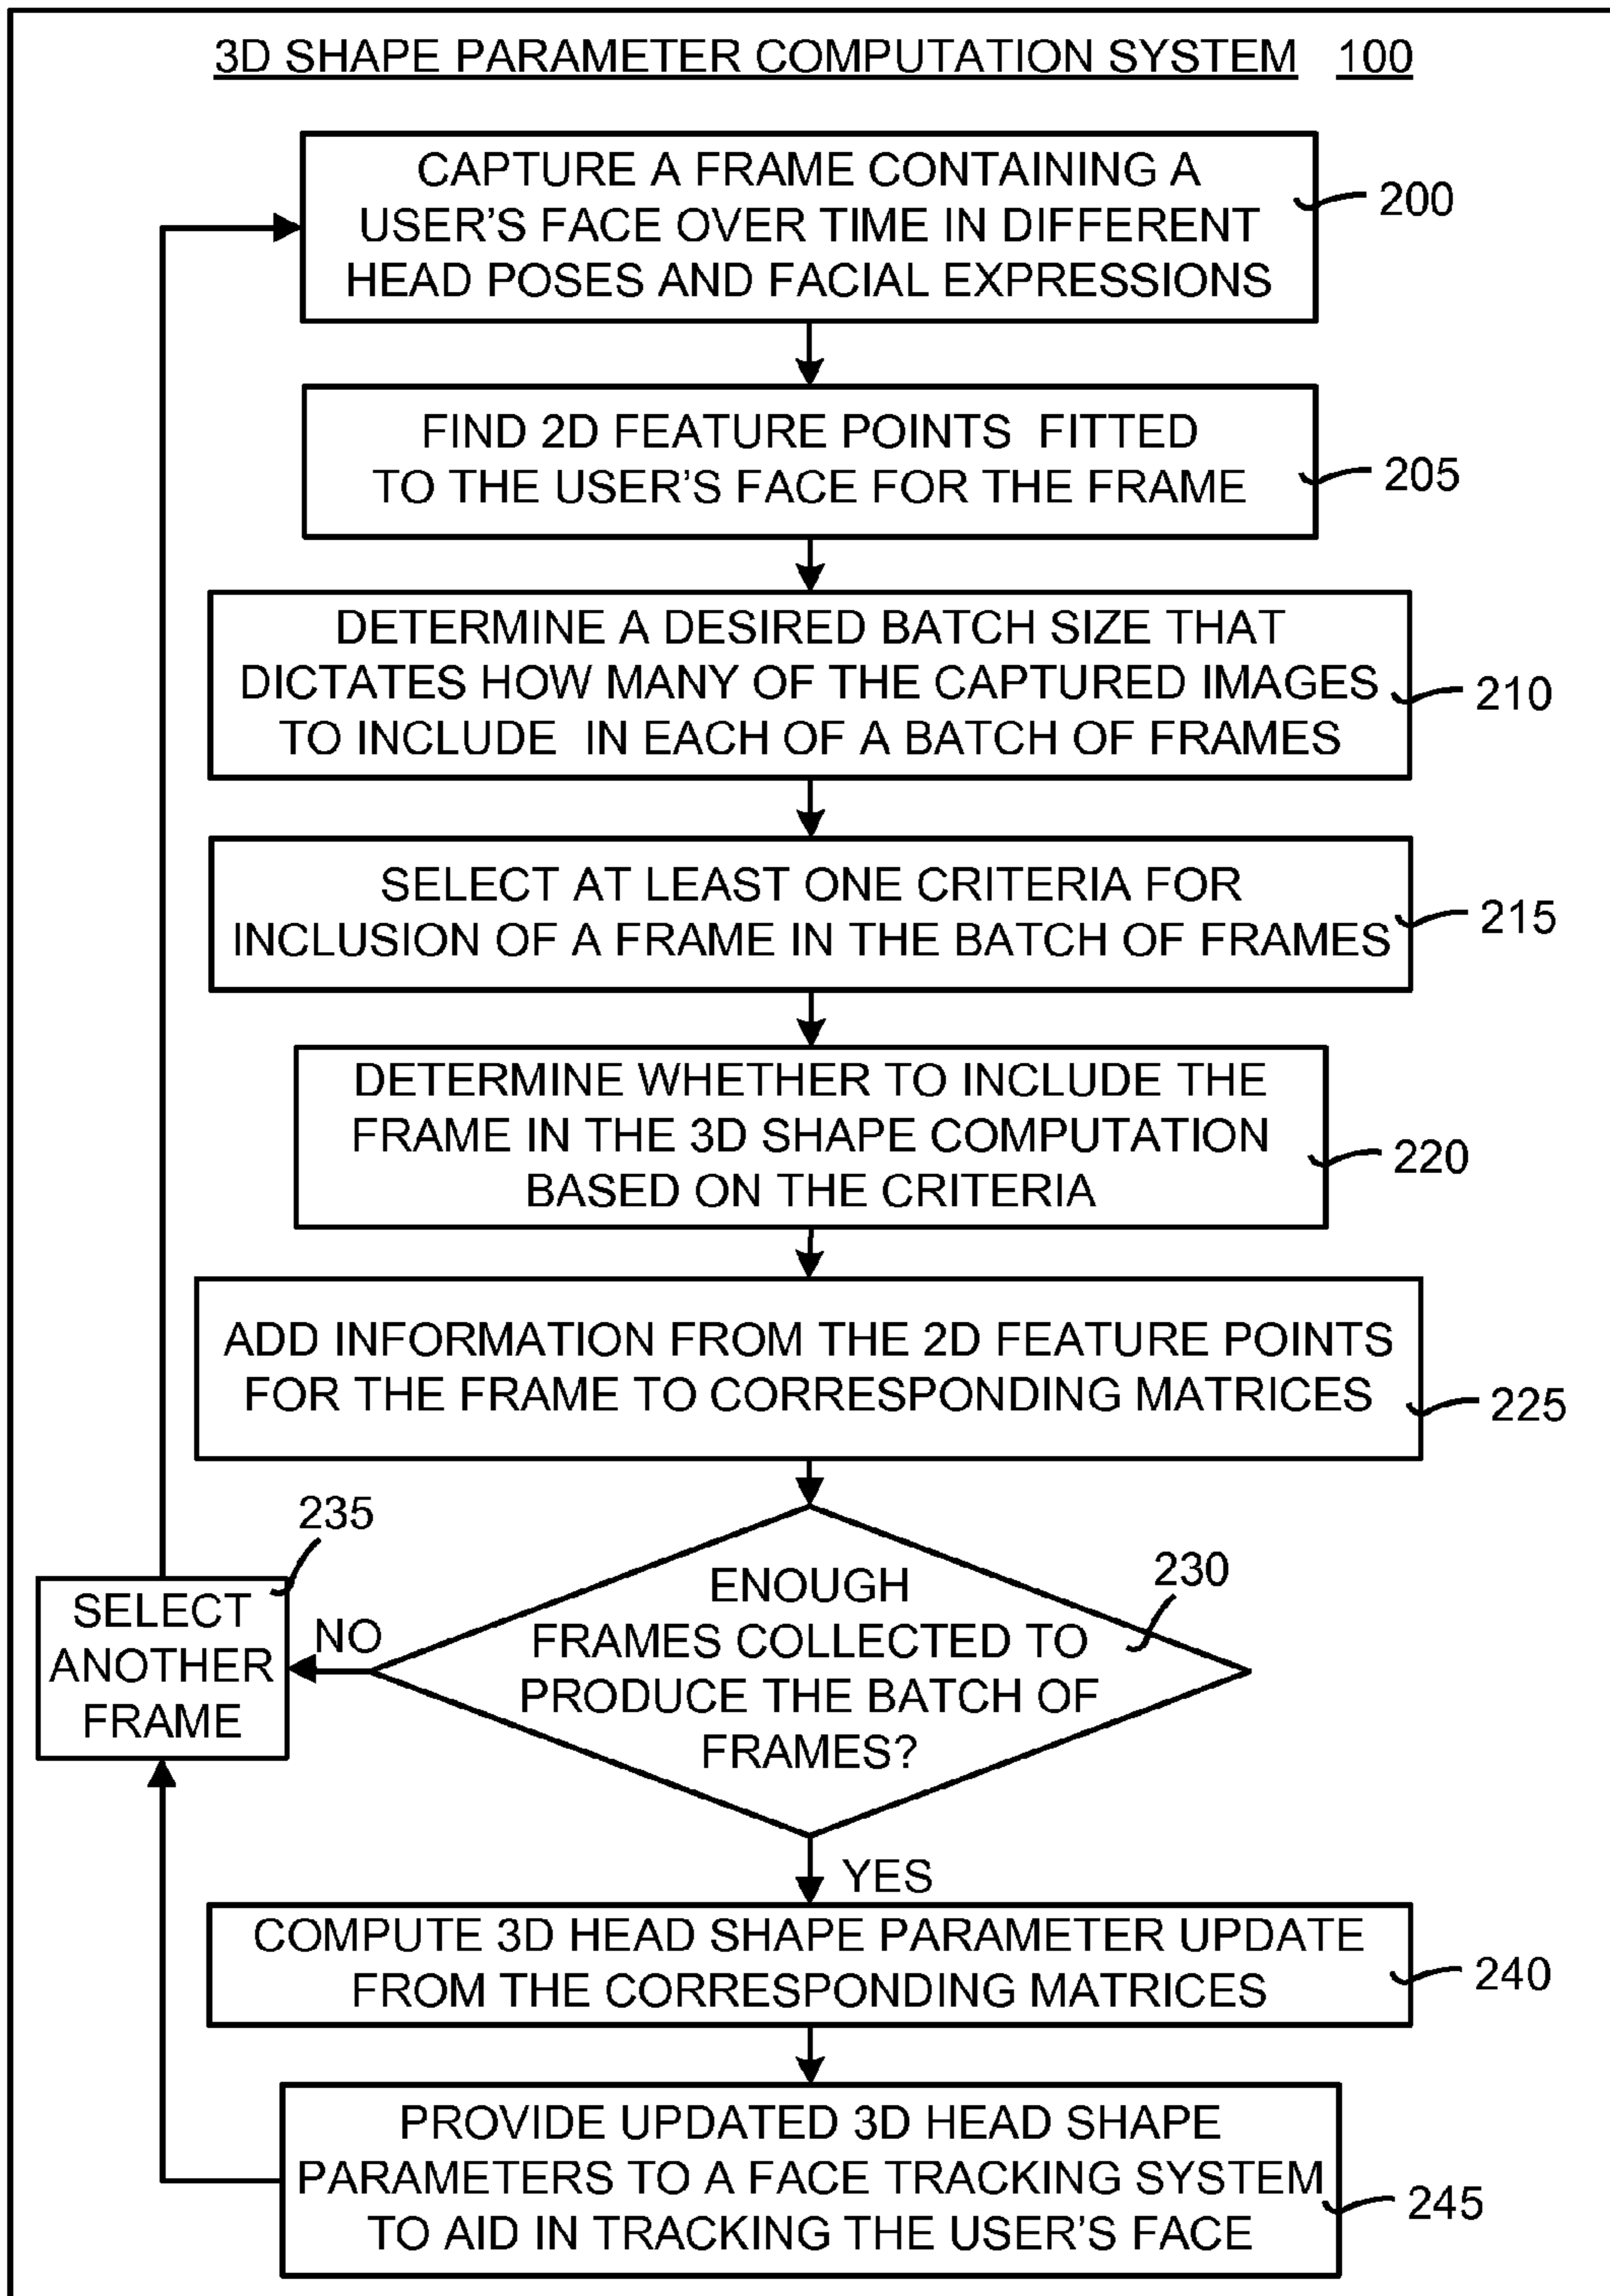 3D SHAPE PARAMETER COMPUTATION SYSTEM 100
CAPTURE A FRAME CONTAINING A
USER'S FACE OVER TIME IN DIFFERENT
HEAD POSES AND FACIAL EXPRESSIONS
200
FIND 2D FEATURE POINTS FITTED
TO THE USER'S FACE FOR THE FRAME
205
DETERMINE A DESIRED BATCH SIZE THAT
DICTATES HOW MANY OF THE CAPTURED IMAGES
TO INCLUDE IN EACH OF A BATCH OF FRAMES
210
SELECT AT LEAST ONE CRITERIA FOR
INCLUSION OF A FRAME IN THE BATCH OF FRAMES
215
DETERMINE WHETHER TO INCLUDE THE
FRAME IN THE 3D SHAPE COMPUTATION
BASED ON THE CRITERIA
220
ADD INFORMATION FROM THE 2D FEATURE POINTS
FOR THE FRAME TO CORRESPONDING MATRICES
225
ENOUGH
FRAMES COLLECTED TO
PRODUCE THE BATCH OF
FRAMES?
230
NO
235
SELECT
ANOTHER
FRAME
YES
COMPUTE 3D HEAD SHAPE PARAMETER UPDATE
FROM THE CORRESPONDING MATRICES
240
PROVIDE UPDATED 3D HEAD SHAPE
PARAMETERS TO A FACE TRACKING SYSTEM
TO AID IN TRACKING THE USER'S FACE
245